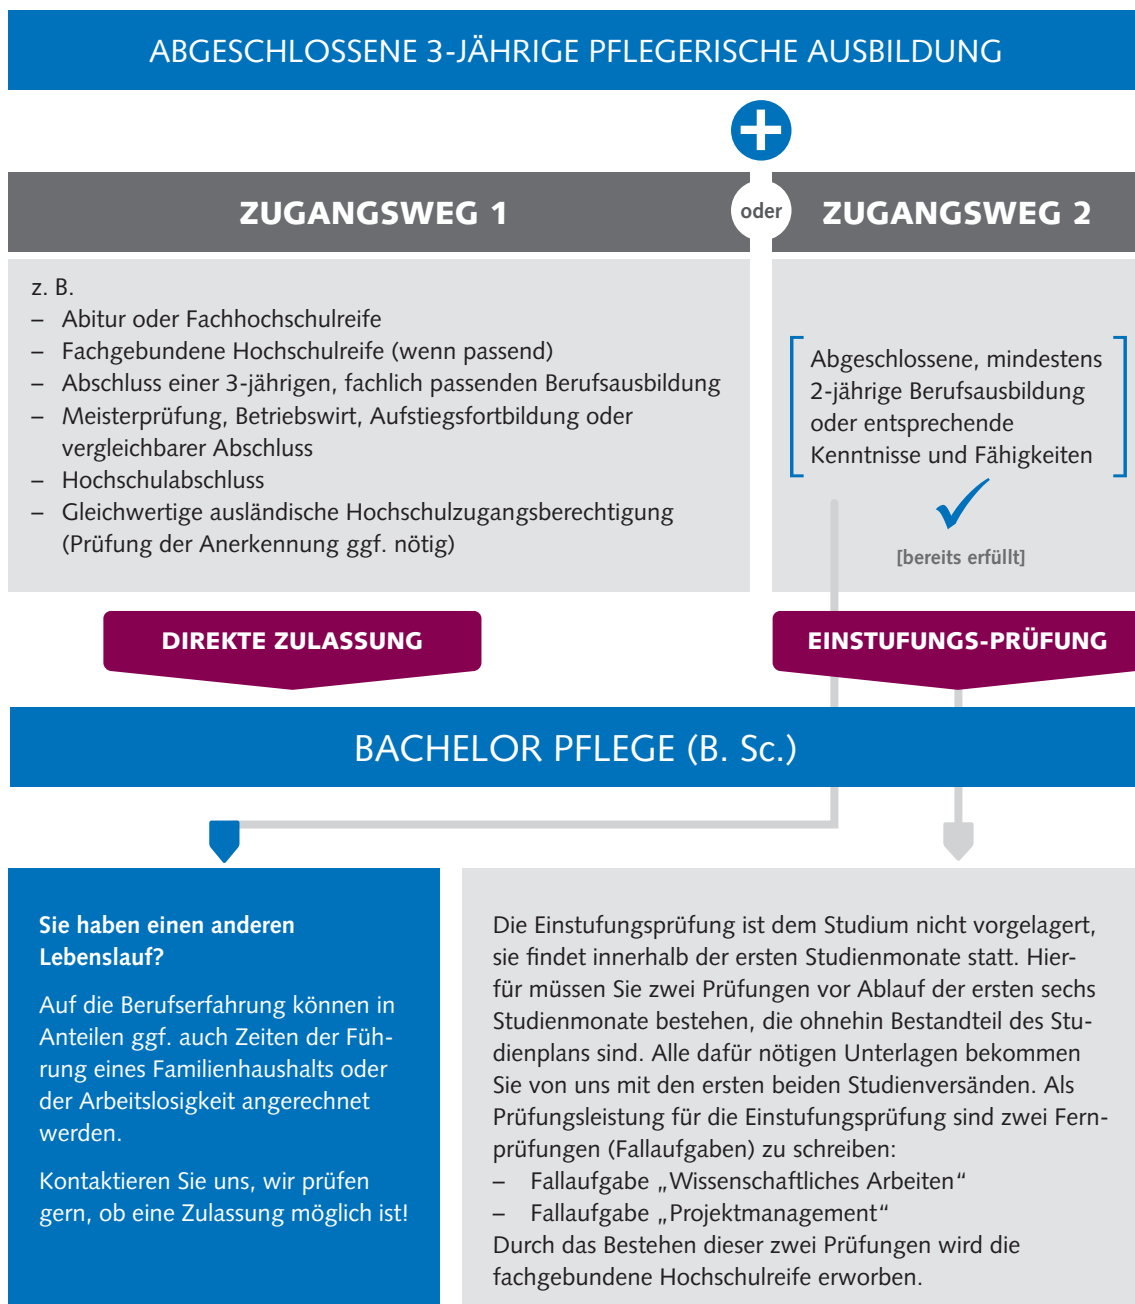 ABGESCHLOSSENE 3-JÄHRIGE PFLEGERISCHE AUSBILDUNG
ZUGANGSWEG 1
oder
ZUGANGSWEG 2
z. B.
– Abitur oder Fachhochschulreife
– Fachgebundene Hochschulreife (wenn passend)
– Abschluss einer 3-jährigen, fachlich passenden Berufsausbildung
– Meisterprüfung, Betriebswirt, Aufstiegsfortbildung oder
vergleichbarer Abschluss
– Hochschulabschluss
– Gleichwertige ausländische Hochschulzugangsberechtigung
(Prüfung der Anerkennung ggf. nötig)
Abgeschlossene, mindestens
2-jährige Berufsausbildung
oder entsprechende
Kenntnisse und Fähigkeiten
[bereits erfüllt]
DIREKTE ZULASSUNG
EINSTUFUNGS-PRÜFUNG
BACHELOR PFLEGE (B. Sc.)
Sie haben einen anderen
Lebenslauf?
Auf die Berufserfahrung können in
Anteilen ggf. auch Zeiten der Füh-
rung eines Familienhaushalts oder
der Arbeitslosigkeit angerechnet
werden.
Kontaktieren Sie uns, wir prüfen
gern, ob eine Zulassung möglich ist!
Die Einstufungsprüfung ist dem Studium nicht vorgelagert,
sie findet innerhalb der ersten Studienmonate statt. Hier-
für müssen Sie zwei Prüfungen vor Ablauf der ersten sechs
Studienmonate bestehen, die ohnehin Bestandteil des Stu-
dienplans sind. Alle dafür nötigen Unterlagen bekommen
Sie von uns mit den ersten beiden Studienversänden. Als
Prüfungsleistung für die Einstufungsprüfung sind zwei Fern-
prüfungen (Fallaufgaben) zu schreiben:
– Fallaufgabe „Wissenschaftliches Arbeiten“
– Fallaufgabe „Projektmanagement“
Durch das Bestehen dieser zwei Prüfungen wird die
fachgebundene Hochschulreife erworben.